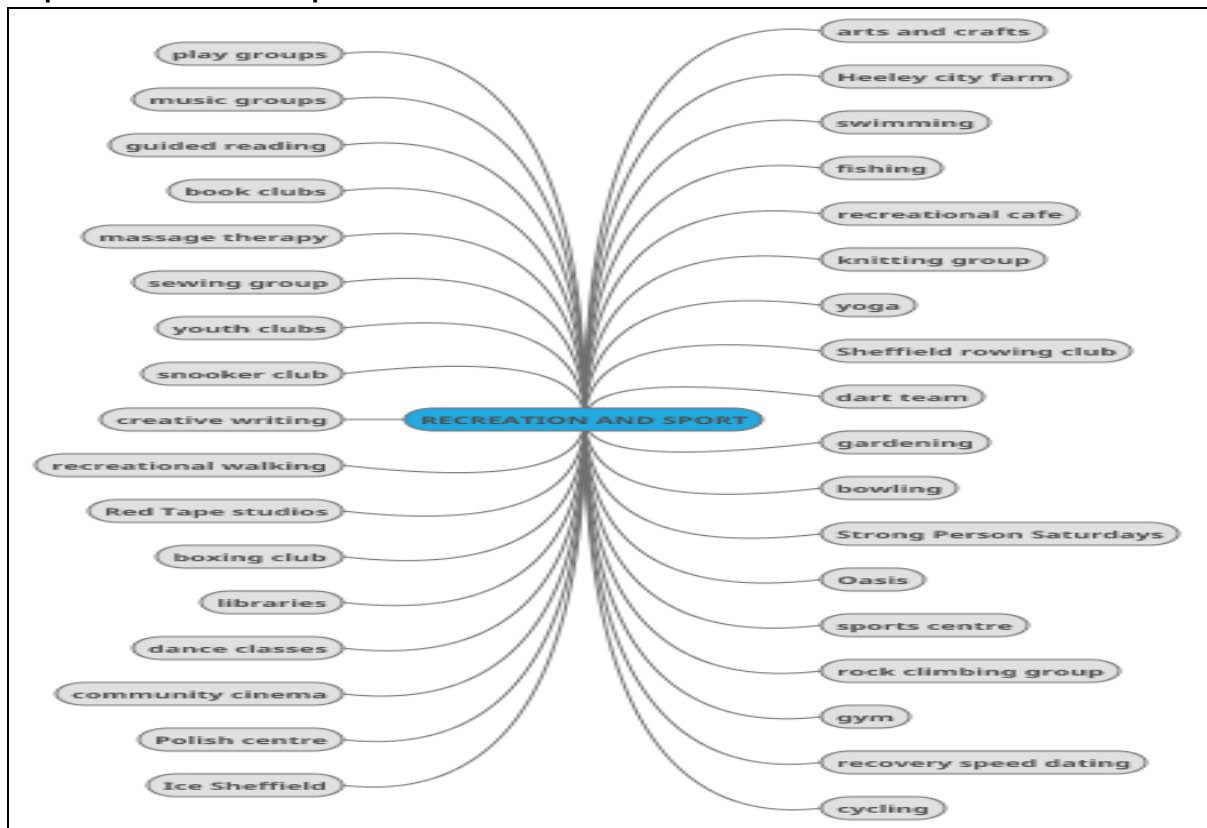 play groups
music groups
guided reading
book clubs
massage therapy
sewing group
youth clubs
snooker club
creative writing
recreational walking
Red Tape studios
boxing club
libraries
dance classes
community cinema
Polish centre
Ice Sheffield
RECREATION AND SPORT
arts and crafts
Heeley city farm
swimming
fishing
recreational cafe
knitting group
yoga
Sheffield rowing club
dart team
gardening
bowling
Strong Person Saturdays
Oasis
sports centre
rock climbing group
gym
recovery speed dating
cycling